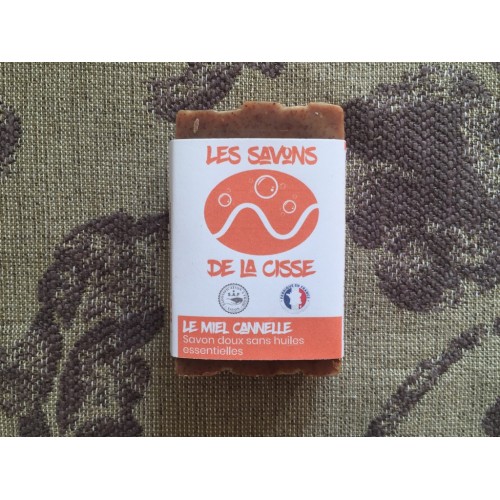 LES SAVONS
DE LA CISSE
LE MIEL CANNELLE
Savon doux sans huiles
essentielles